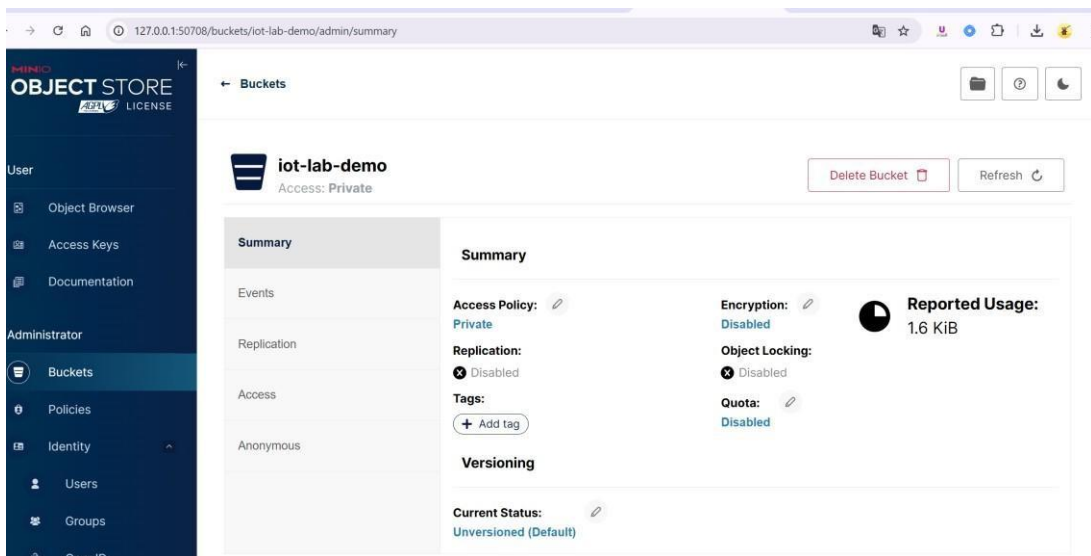 127.0.0.1:50708/buckets/iot-lab-demo/admin/summary
MINIO
OBJECT STORE
AGPLV3 LICENSE
User
Object Browser
Access Keys
Documentation
Administrator
Buckets
Policies
Identity
Users
Groups
← Buckets
iot-lab-demo
Access: Private
Delete Bucket
Refresh
Summary
Events
Replication
Access
Anonymous
Summary
Access Policy:
Private
Encryption:
Disabled
Reported Usage:
1.6 KiB
Replication:
Disabled
Object Locking:
Disabled
Tags:
+ Add tag
Quota:
Disabled
Versioning
Current Status:
Unversioned (Default)